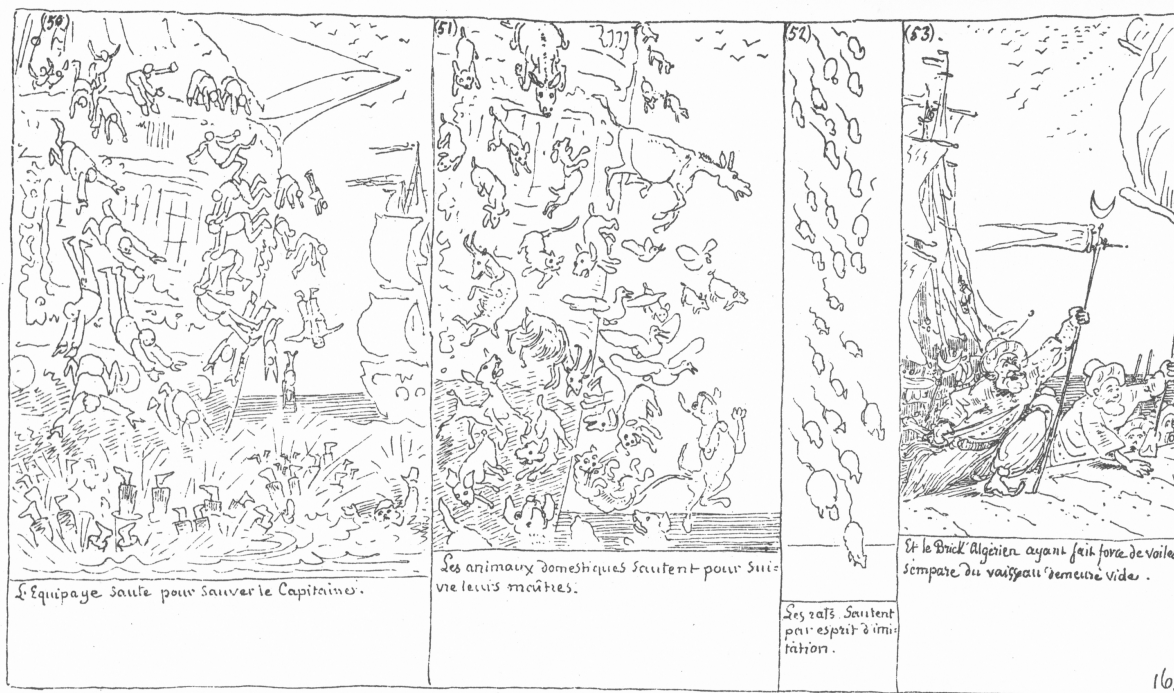 (50)
L'Equipage saute pour sauver le Capitaine.
(51)
Les animaux domestiques sautent pour sui-
vre leurs maîtres.
(52)
Les rats sautent
par esprit d'imi-
tation.
(53).
Et le Brick Algérien ayant fait force de voiles
s'empare du vaisseau demeuré vide.
16